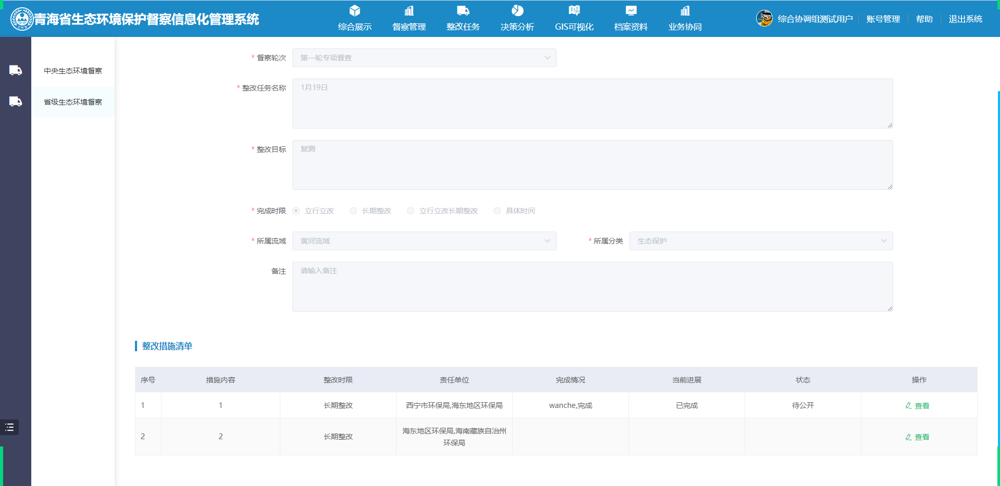 青海省生态环境保护督察信息化管理系统
综合展示 督察管理 整改任务 决策分析 GIS可视化 档案资料 业务协同
综合协调组测试用户 账号管理 帮助 退出系统
中央生态环境督察
省级生态环境督察
* 督察轮次 第一轮专项督查
* 整改任务名称 1月19日
* 整改目标 复测
* 完成时限 立行立改 长期整改 立行立改长期整改 具体时间
* 所属流域 黄河流域 * 所属分类 生态保护
备注 请输入备注
整改措施清单
序号 措施内容 整改时限 责任单位 完成情况 当前进展 状态 操作
1 1 长期整改 西宁市环保局,海东地区环保局 wanche,完成 已完成 待公开 查看
2 2 长期整改 海东地区环保局,海南藏族自治州 查看
环保局